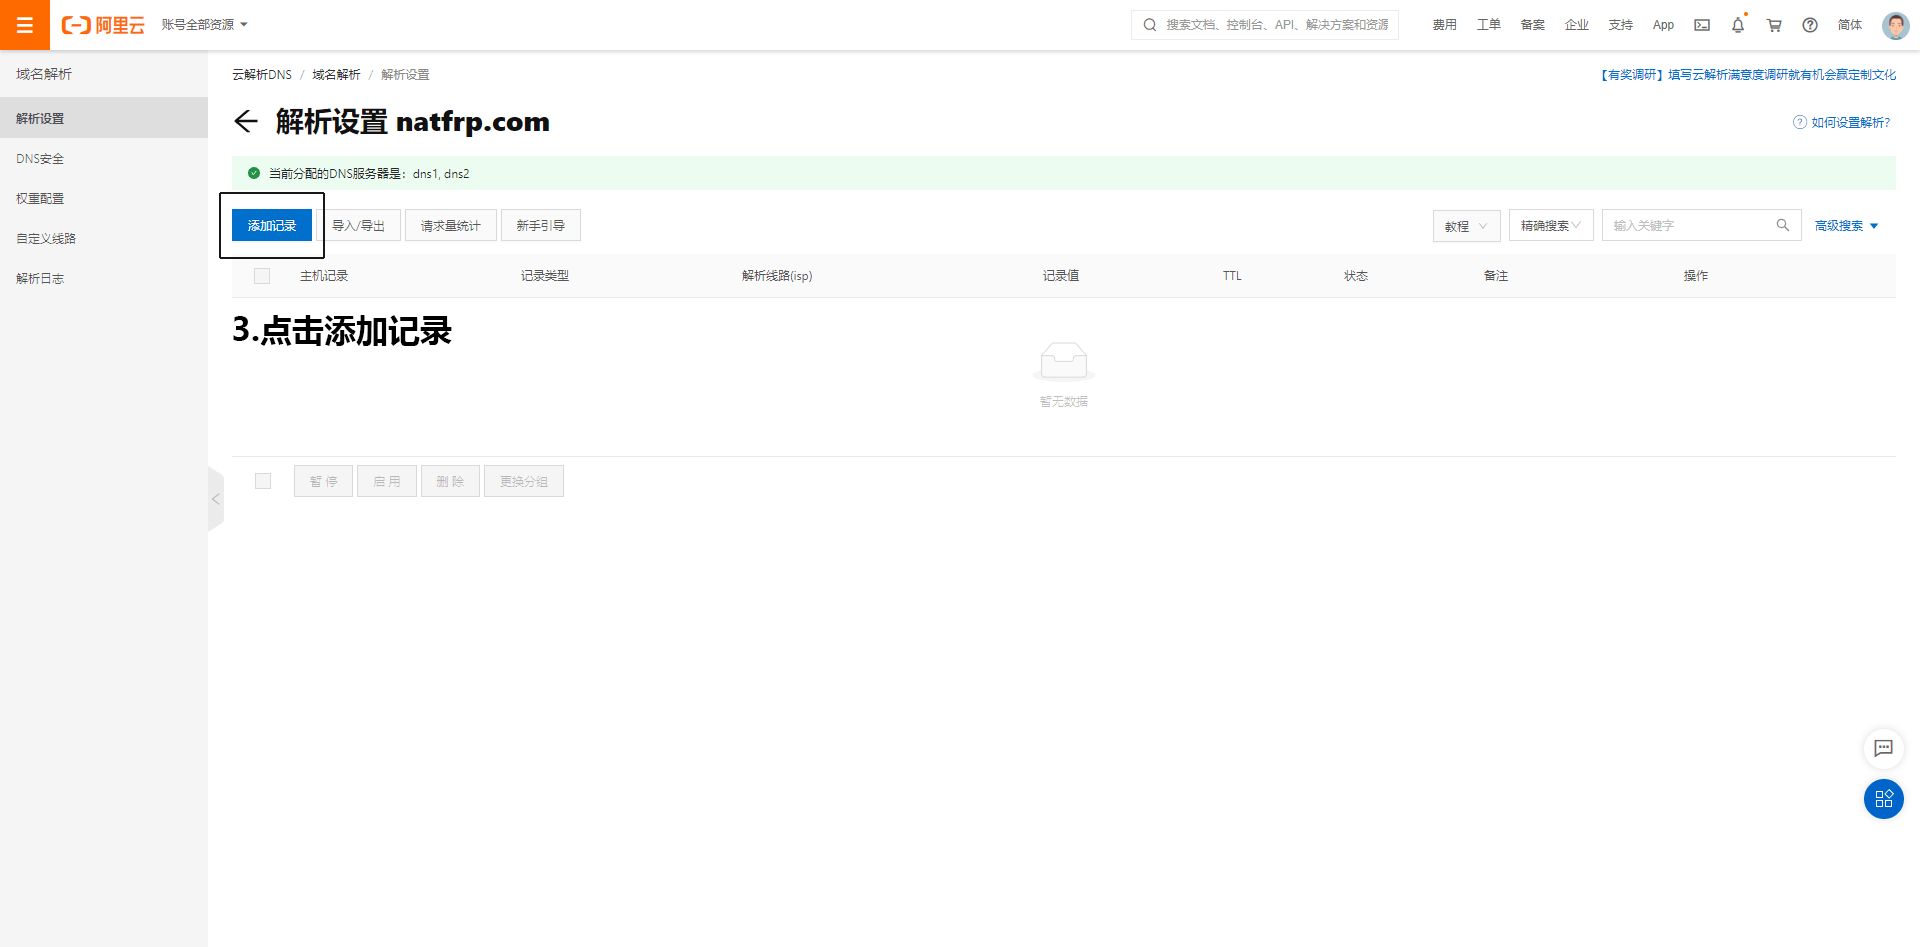 阿里云 账号全部资源 搜索文档、控制台、API、解决方案和资源 费用 工单 备案 企业 支持 App 简体
域名解析
解析设置
DNS安全
权重配置
自定义线路
解析日志
云解析DNS / 域名解析 / 解析设置 【有奖调研】填写云解析满意度调研就有机会赢定制文化
解析设置 natfrp.com ? 如何设置解析?
当前分配的DNS服务器是: dns1, dns2
添加记录 导入/导出 请求量统计 新手引导 教程 精确搜索 输入关键字 高级搜索
主机记录 记录类型 解析线路(isp) 记录值 TTL 状态 备注 操作
3.点击添加记录
暂无数据
暂停 启用 删除 更换分组